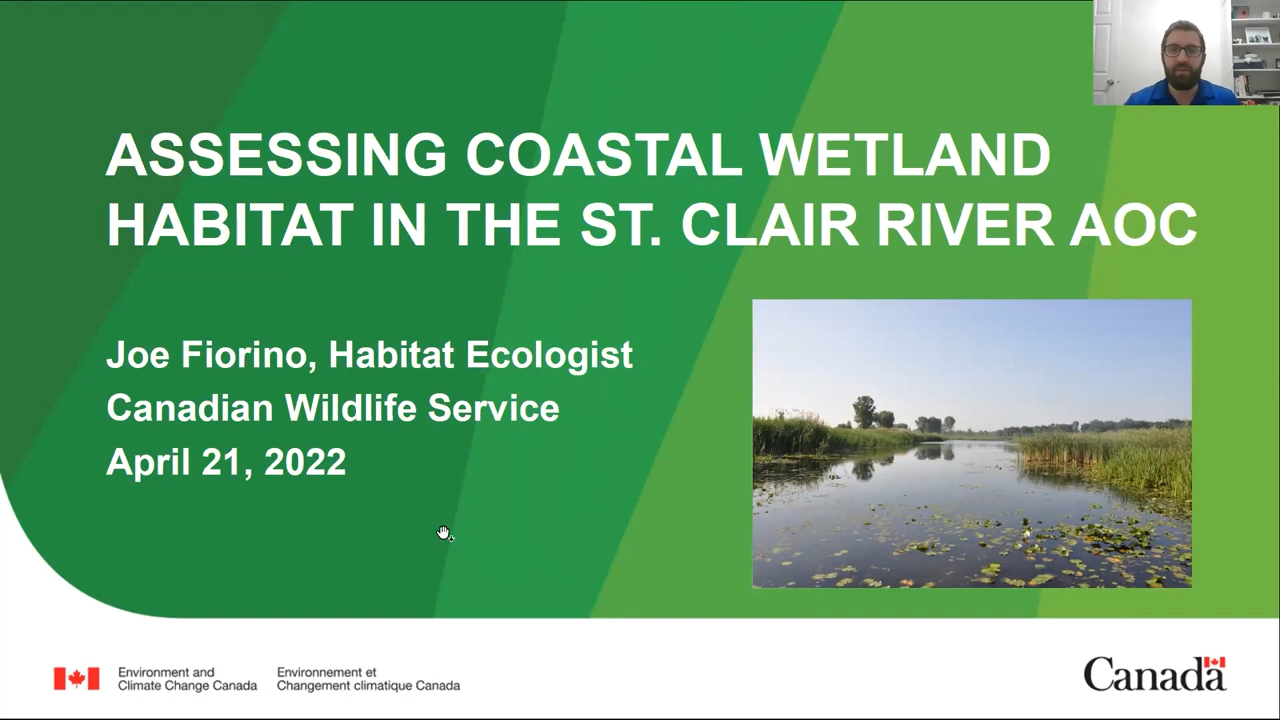 ASSESSING COASTAL WETLAND
HABITAT IN THE ST. CLAIR RIVER AOC
Joe Fiorino, Habitat Ecologist
Canadian Wildlife Service
April 21, 2022
Environment and
Climate Change Canada
Environnement et
Changement climatique Canada
Canada